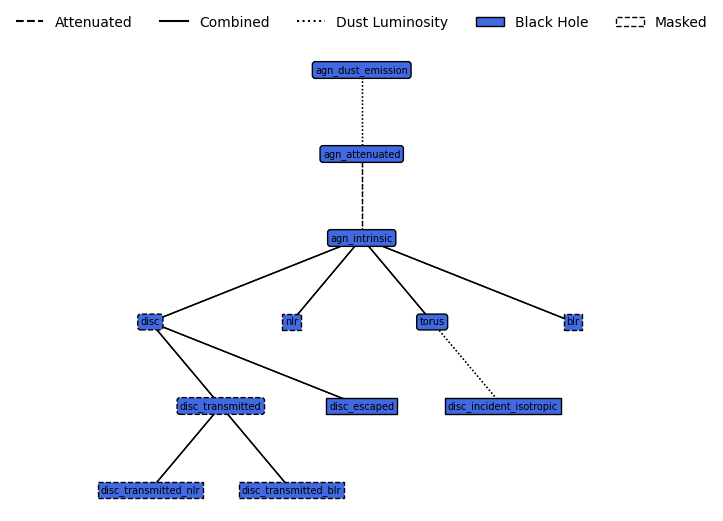 Attenuated Combined Dust Luminosity Black Hole Masked
agn_dust_emission
agn_attenuated
agn_intrinsic
disc nlr torus blr
disc_transmitted disc_escaped disc_incident_isotropic
disc_transmitted_nlr disc_transmitted_blr